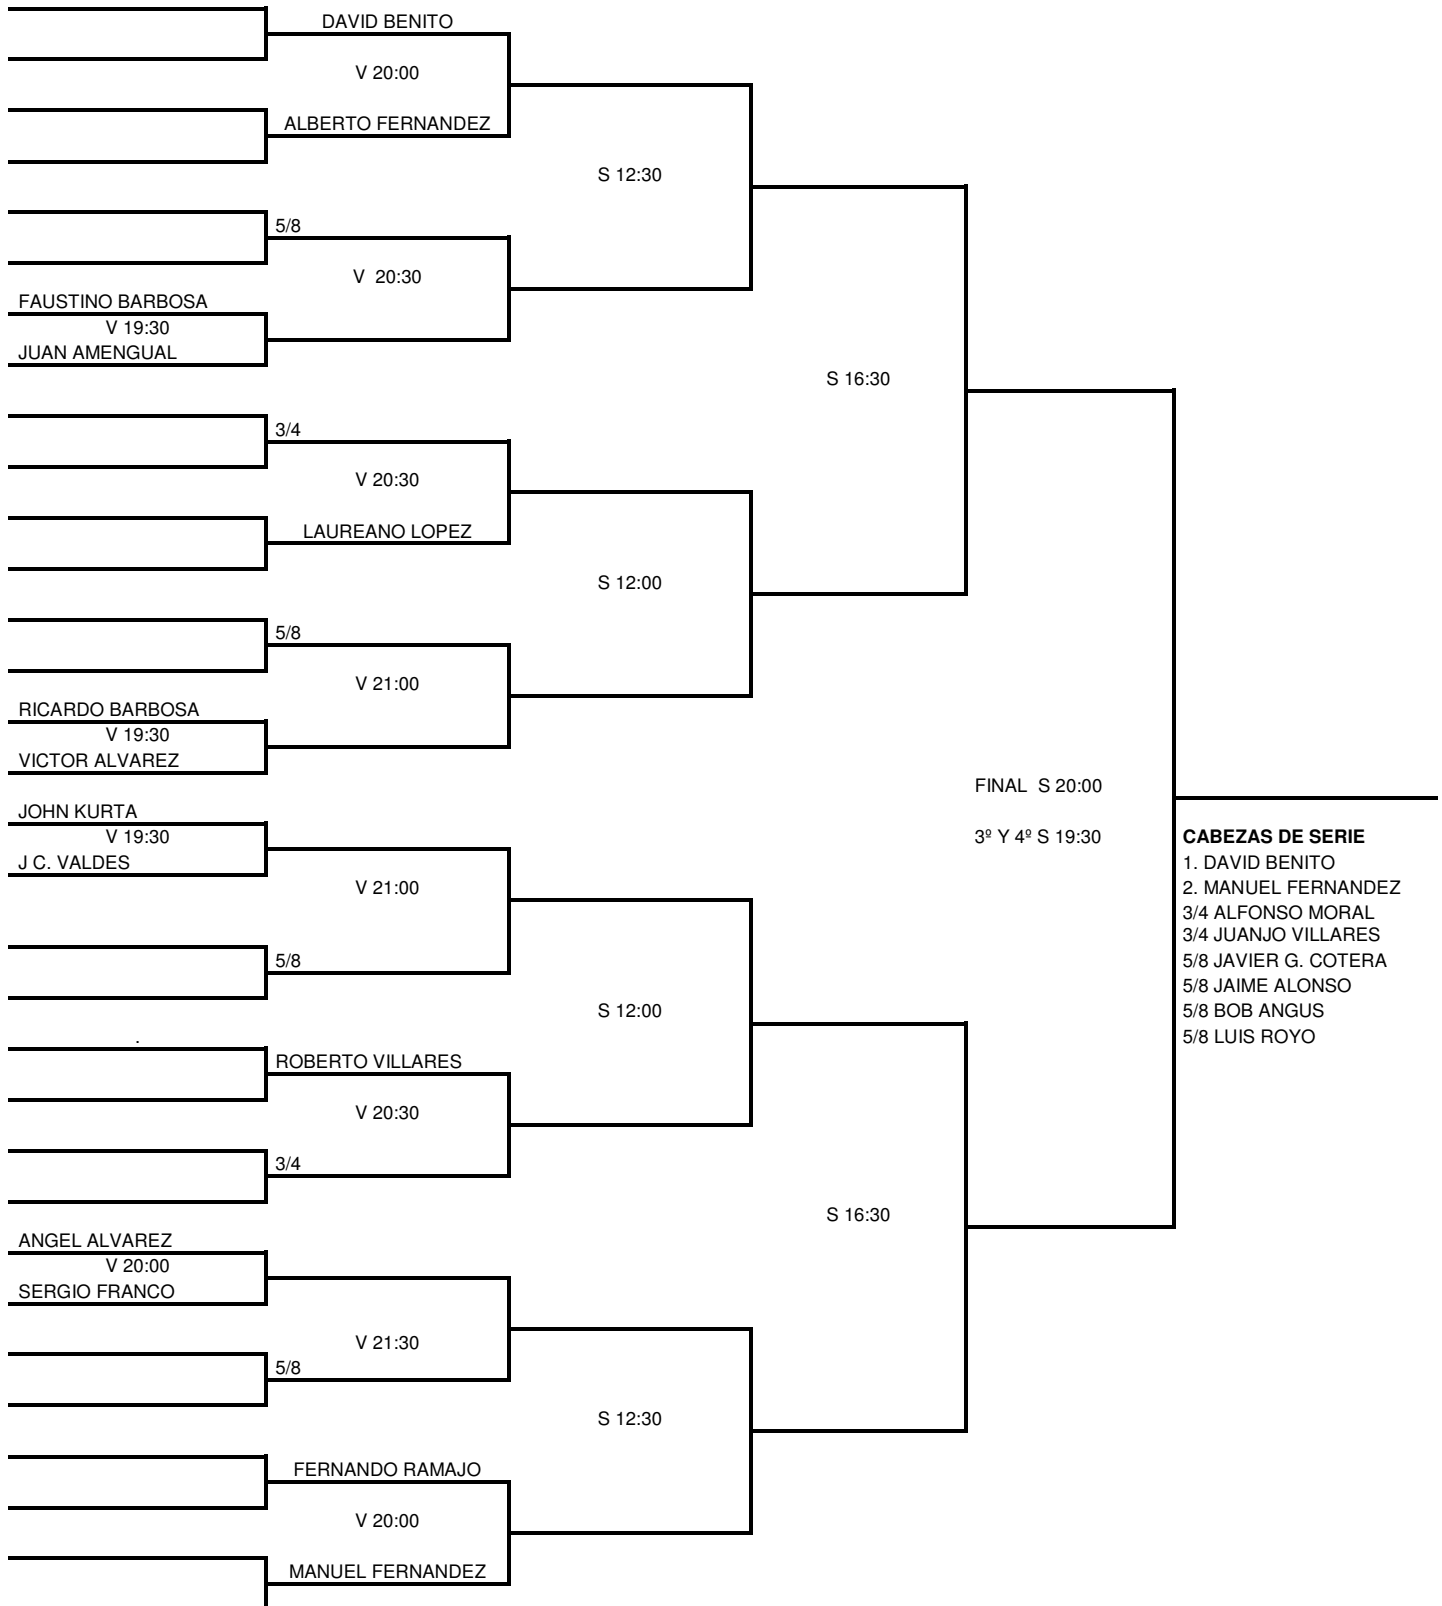 DAVID BENITO
V 20:00
ALBERTO FERNANDEZ
S 12:30
5/8
V 20:30
FAUSTINO BARBOSA
V 19:30
JUAN AMENGUAL
S 16:30
3/4
V 20:30
LAUREANO LOPEZ
S 12:00
5/8
V 21:00
RICARDO BARBOSA
V 19:30
VICTOR ALVAREZ
FINAL S 20:00
JOHN KURTA
V 19:30
J C. VALDES
3º Y 4º S 19:30
CABEZAS DE SERIE
1. DAVID BENITO
2. MANUEL FERNANDEZ
3/4 ALFONSO MORAL
3/4 JUANJO VILLARES
5/8 JAVIER G. COTERA
5/8 JAIME ALONSO
5/8 BOB ANGUS
5/8 LUIS ROYO
V 21:00
5/8
S 12:00
.
ROBERTO VILLARES
V 20:30
3/4
S 16:30
ANGEL ALVAREZ
V 20:00
SERGIO FRANCO
V 21:30
5/8
S 12:30
FERNANDO RAMAJO
V 20:00
MANUEL FERNANDEZ